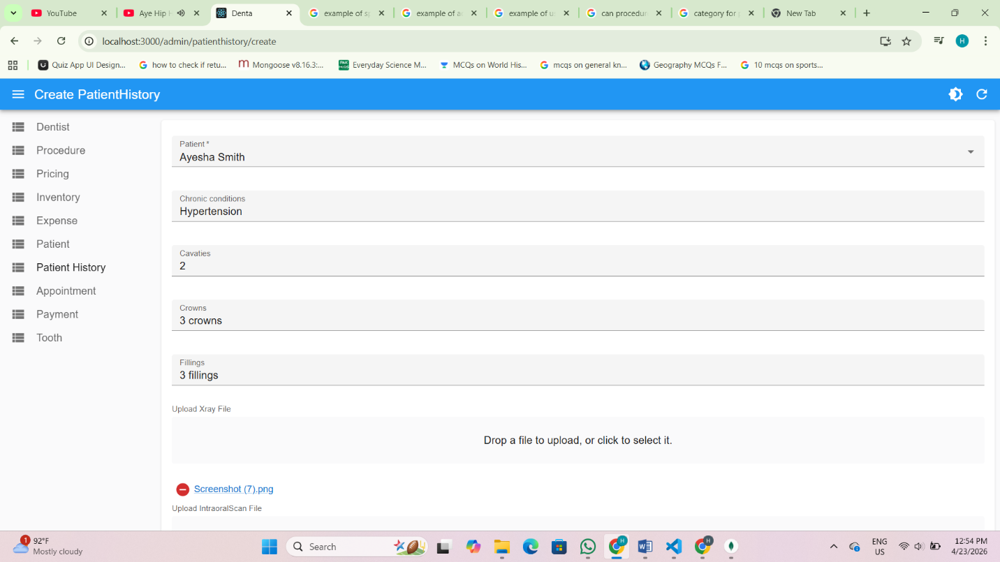 YouTube
Aye Hip H
Denta
example of sp
example of ac
example of u
can procedur
category for p
New Tab
localhost:3000/admin/patienthistory/create
H
Quiz App UI Design...
how to check if retu...
Mongoose v8.16.3:...
Everyday Science M...
MCQs on World His...
mcqs on general kn...
Geography MCQs F...
10 mcqs on sports...
Create PatientHistory
Dentist
Procedure
Pricing
Inventory
Expense
Patient
Patient History
Appointment
Payment
Tooth
Patient *
Ayesha Smith
Chronic conditions
Hypertension
Cavaties
2
Crowns
3 crowns
Fillings
3 fillings
Upload Xray File
Drop a file to upload, or click to select it.
Screenshot (7).png
Upload IntraoralScan File
1
92°F
Mostly cloudy
Search
H
H
ENG
US
12:54 PM
4/23/2026